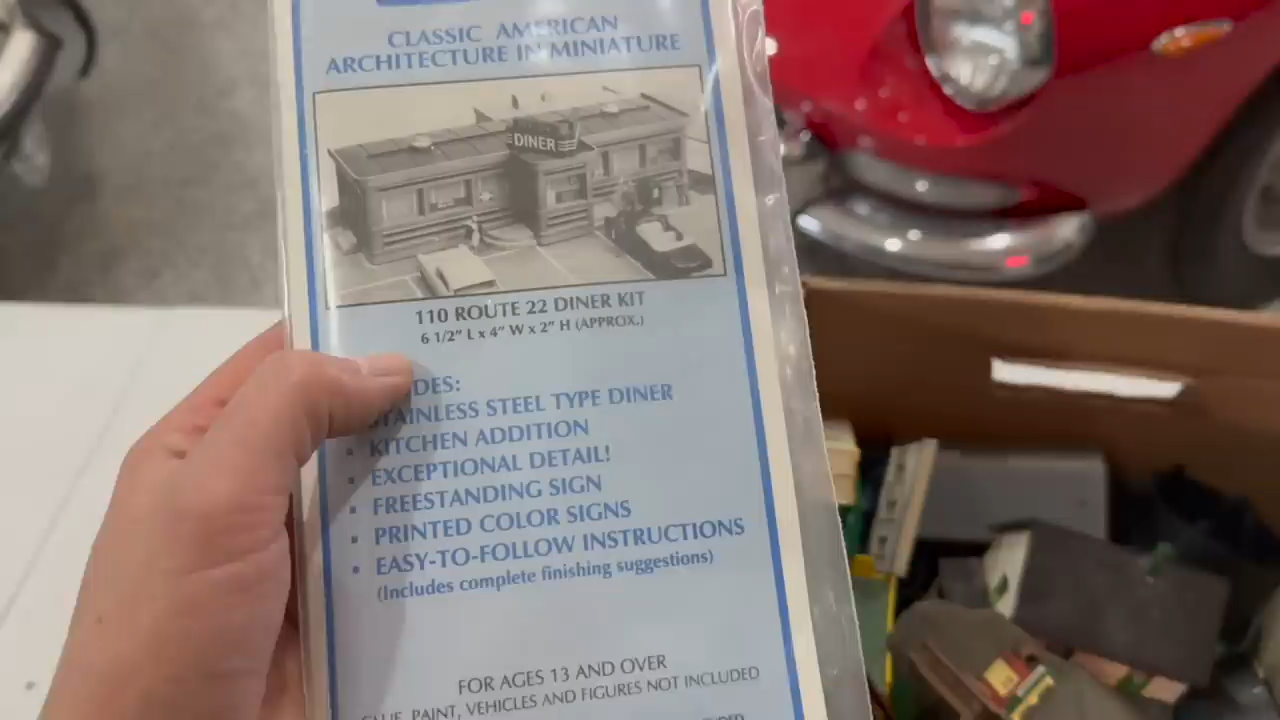 CLASSIC AMERICAN
ARCHITECTURE IN MINIATURE
DINER
110 ROUTE 22 DINER KIT
6 1/2" L x 4" W x 2" H (APPROX.)
DES:
STAINLESS STEEL TYPE DINER
▪ KITCHEN ADDITION
▪ EXCEPTIONAL DETAIL!
▪ FREESTANDING SIGN
▪ PRINTED COLOR SIGNS
▪ EASY-TO-FOLLOW INSTRUCTIONS
(Includes complete finishing suggestions)
FOR AGES 13 AND OVER
GLUE, PAINT, VEHICLES AND FIGURES NOT INCLUDED